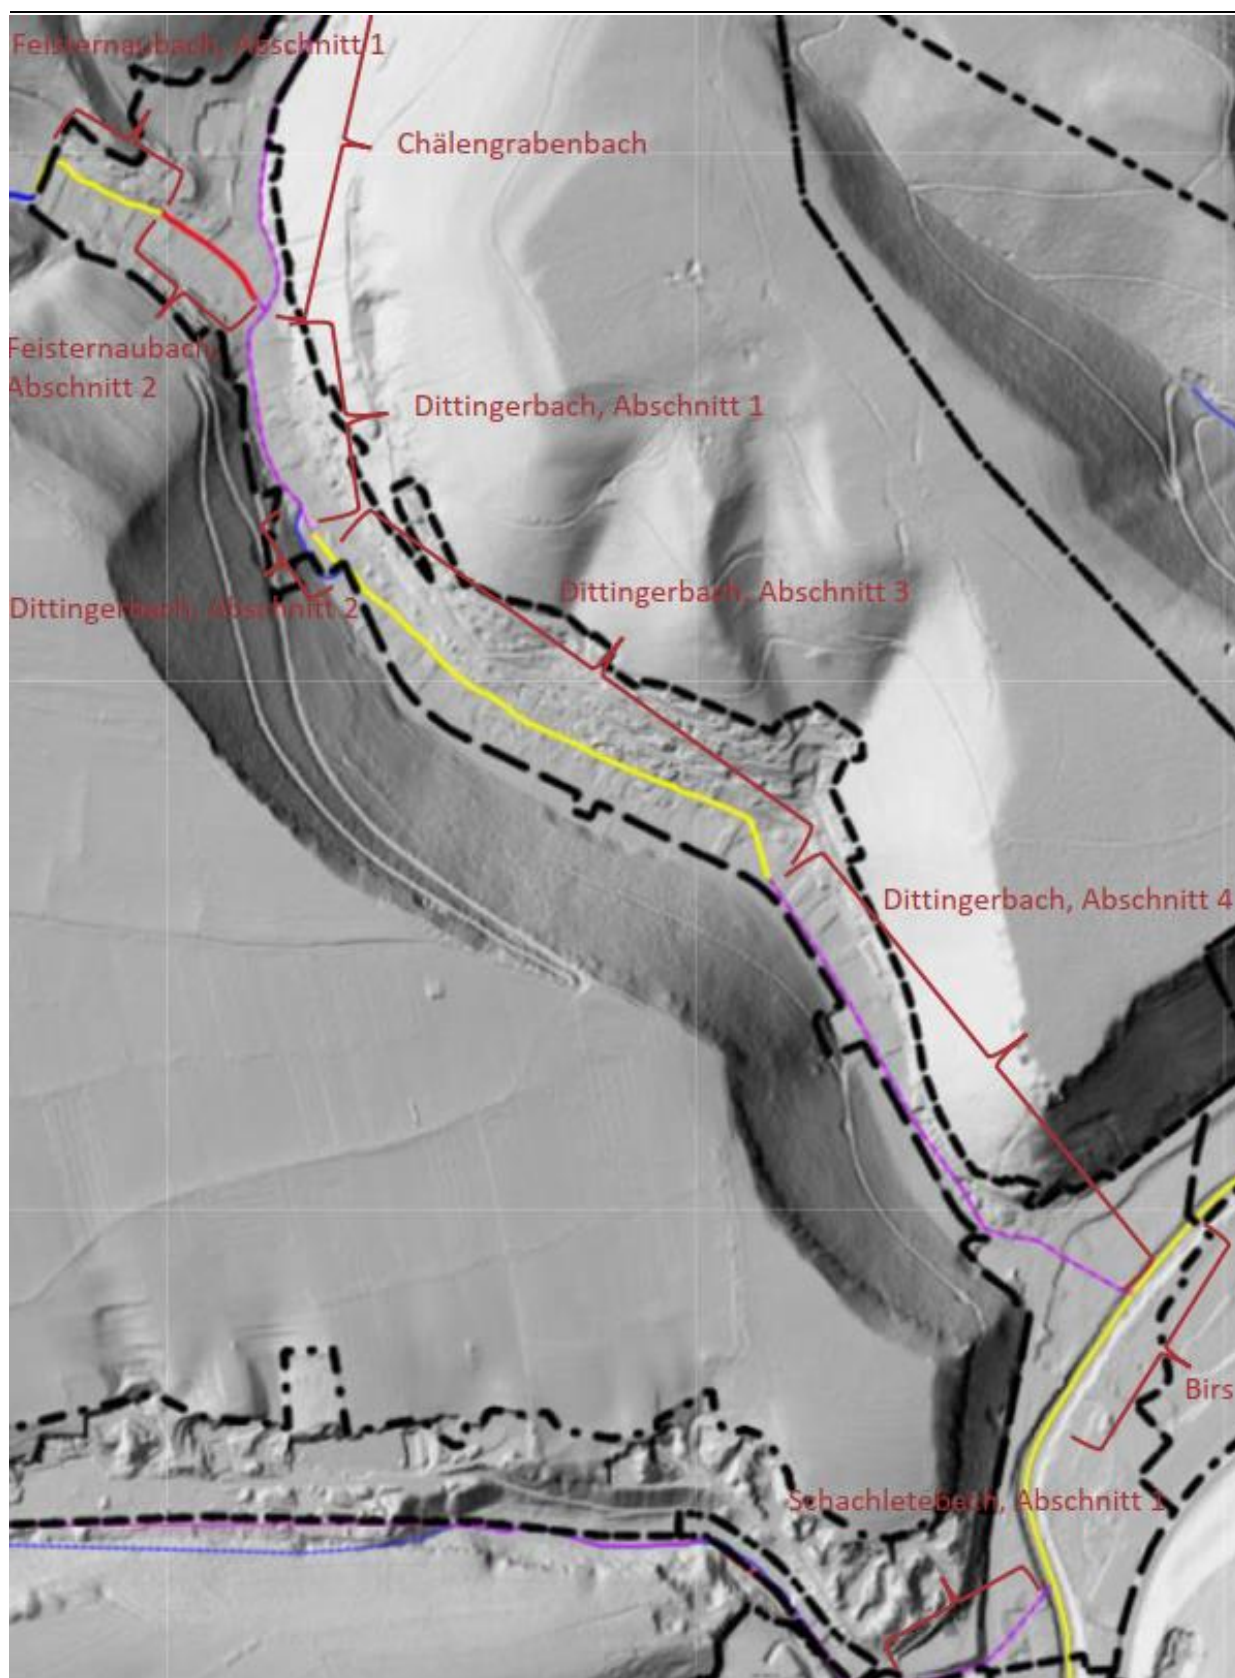 Feisternaubach, Abschnitt 1
Chälengrabenbach
Feisternaubach,
Abschnitt 2
Dittingerbach, Abschnitt 1
Dittingerbach, Abschnitt 3
Dittingerbach, Abschnitt 2
Dittingerbach, Abschnitt 4
Birs
Schachletebach, Abschnitt 1